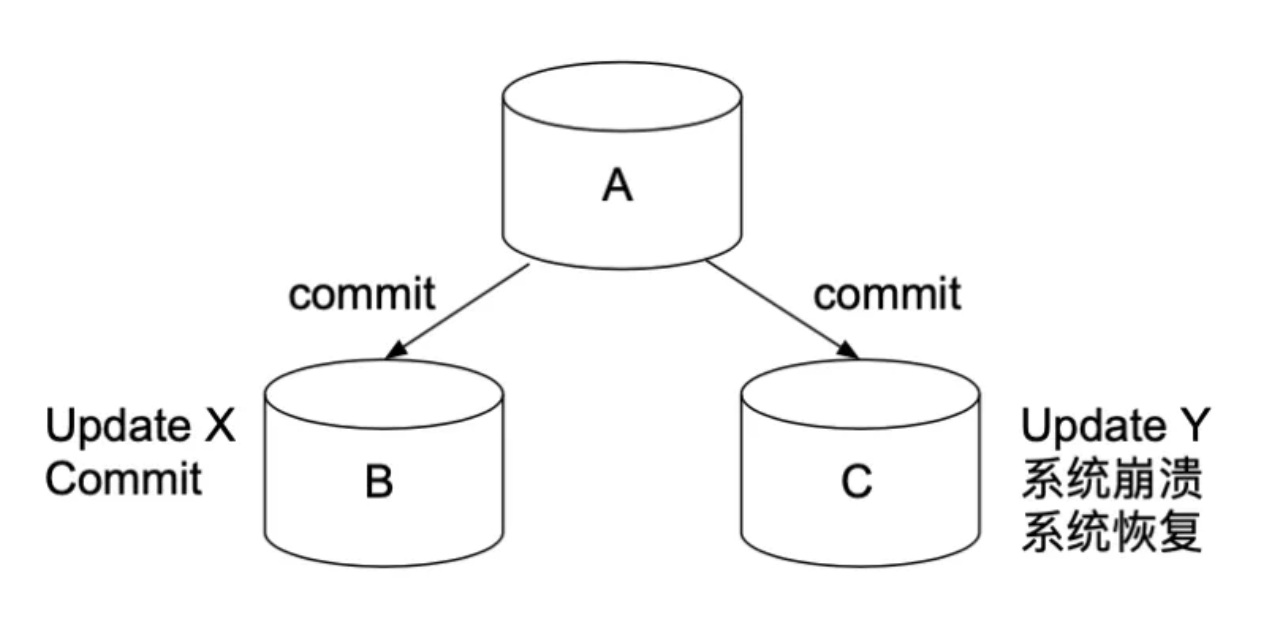 A
commit
commit
Update X
Commit
B
C
Update Y
系统崩溃
系统恢复